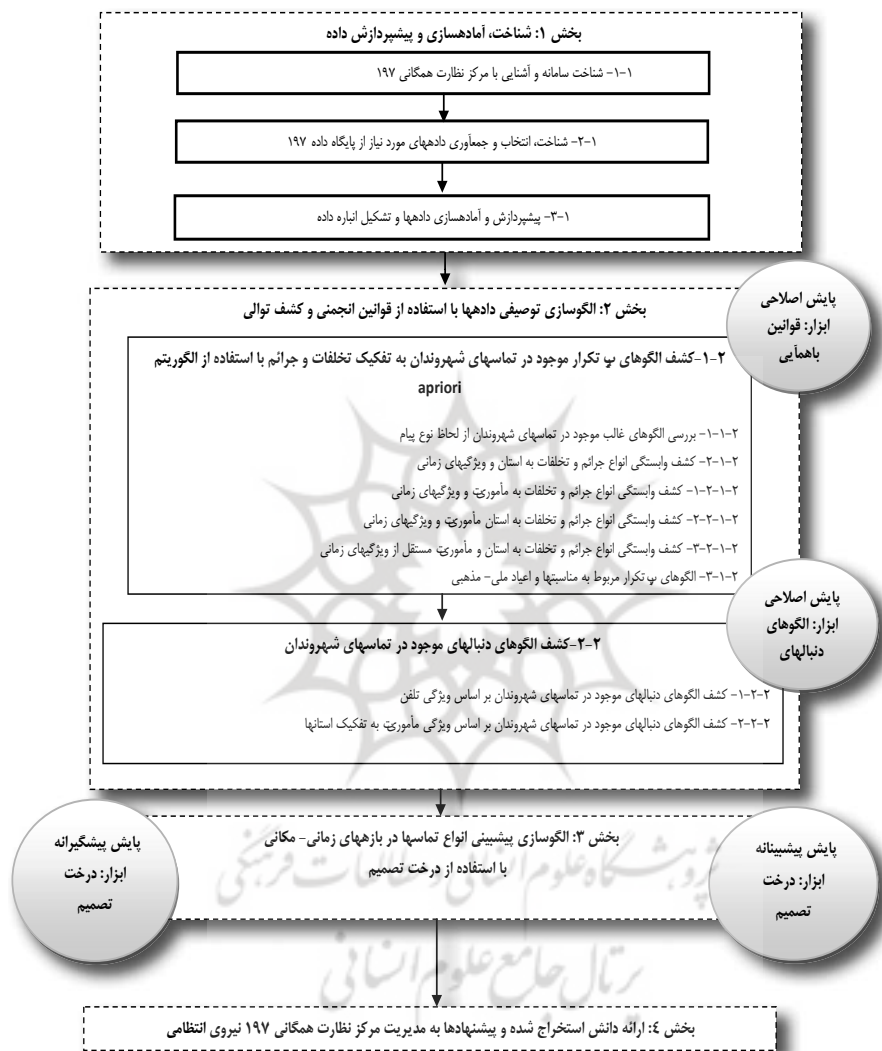 بخش ۱: شناخت، آمادهسازی و پیشپردازش داده
۱-۱- شناخت سامانه و آشنایی با مرکز نظارت همگانی ۱۹۷
۲-۱- شناخت، انتخاب و جمعآوری دادههای مورد نیاز از پایگاه داده ۱۹۷
۳-۱- پیشپردازش و آمادهسازی دادهها و تشکیل انباره داده
پایش اصلاحی
ابزار: قوانین
باهمآیی
بخش ۲: الگوسازی توصیفی دادهها با استفاده از قوانین انجمنی و کشف توالی
۲-۱-کشف الگوهای پ تکرار موجود در تماسهای شهروندان به تفکیک تخلفات و جرائم با استفاده از الگوریتم
apriori
۲-۱-۱- بررسی الگوهای غالب موجود در تماسهای شهروندان از لحاظ نوع پیام
۲-۱-۲- کشف وابستگی انواع جرائم و تخلفات به استان و ویژگیهای زمانی
۲-۱-۲-۱- کشف وابستگی انواع جرائم و تخلفات به مأموریت و ویژگیهای زمانی
۲-۱-۲-۲- کشف وابستگی انواع جرائم و تخلفات به استان مأموریت و ویژگیهای زمانی
۲-۱-۲-۳- کشف وابستگی انواع جرائم و تخلفات به استان و مأموریت مستقل از ویژگیهای زمانی
۲-۱-۳- الگوهای پ تکرار مربوط به مناسبتها و اعیاد ملی- مذهبی
پایش اصلاحی
ابزار: الگوهای
دنبالهای
۲-۲-کشف الگوهای دنبالهای موجود در تماسهای شهروندان
۲-۲-۱- کشف الگوهای دنبالهای موجود در تماسهای شهروندان بر اساس ویژگی تلفن
۲-۲-۲- کشف الگوهای دنبالهای موجود در تماسهای شهروندان بر اساس ویژگی مأموریت به تفکیک استانها
پایش پیشبینانه
ابزار: درخت
تصمیم
بخش ۳: الگوسازی پیشبینی انواع تماسها در بازههای زمانی- مکانی
با استفاده از درخت تصمیم
پایش پیشگیرانه
ابزار: درخت
تصمیم
پژوهشگاه علوم انسانی و مطالعات فرهنگی
پرتال جامع علوم انسانی
بخش ٤: ارائه دانش استخراج شده و پیشنهادها به مدیریت مرکز نظارت همگانی ۱۹۷ نیروی انتظامی